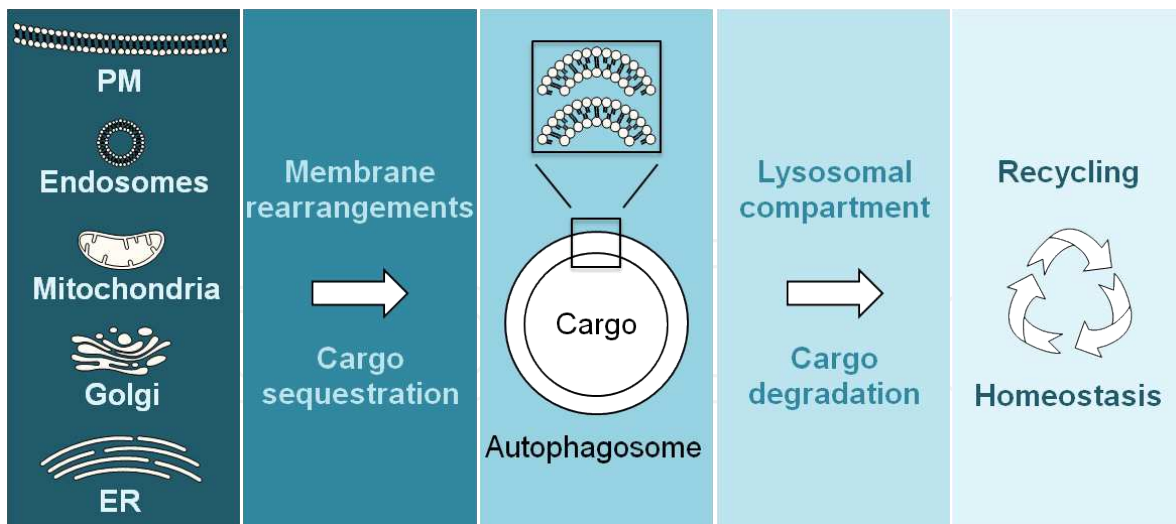 PM
Endosomes
Mitochondria
Golgi
ER
Membrane
rearrangements
Cargo
sequestration
Cargo
Autophagosome
Lysosomal
compartment
Cargo
degradation
Recycling
Homeostasis